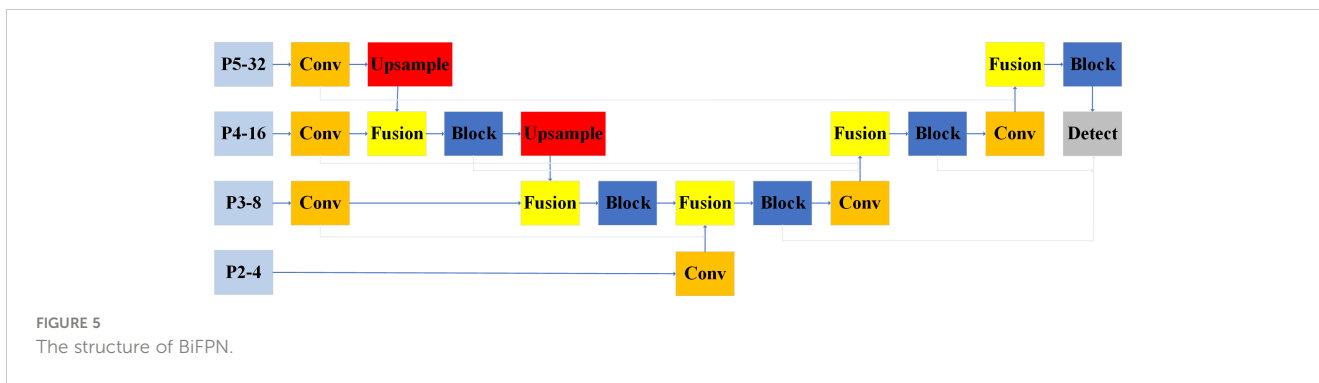 P5-32 Conv Upsample Fusion Block
P4-16 Conv Fusion Block Upsample Fusion Block Conv Detect
P3-8 Conv Fusion Block Fusion Block Conv
P2-4 Conv
FIGURE 5
The structure of BiFPN.